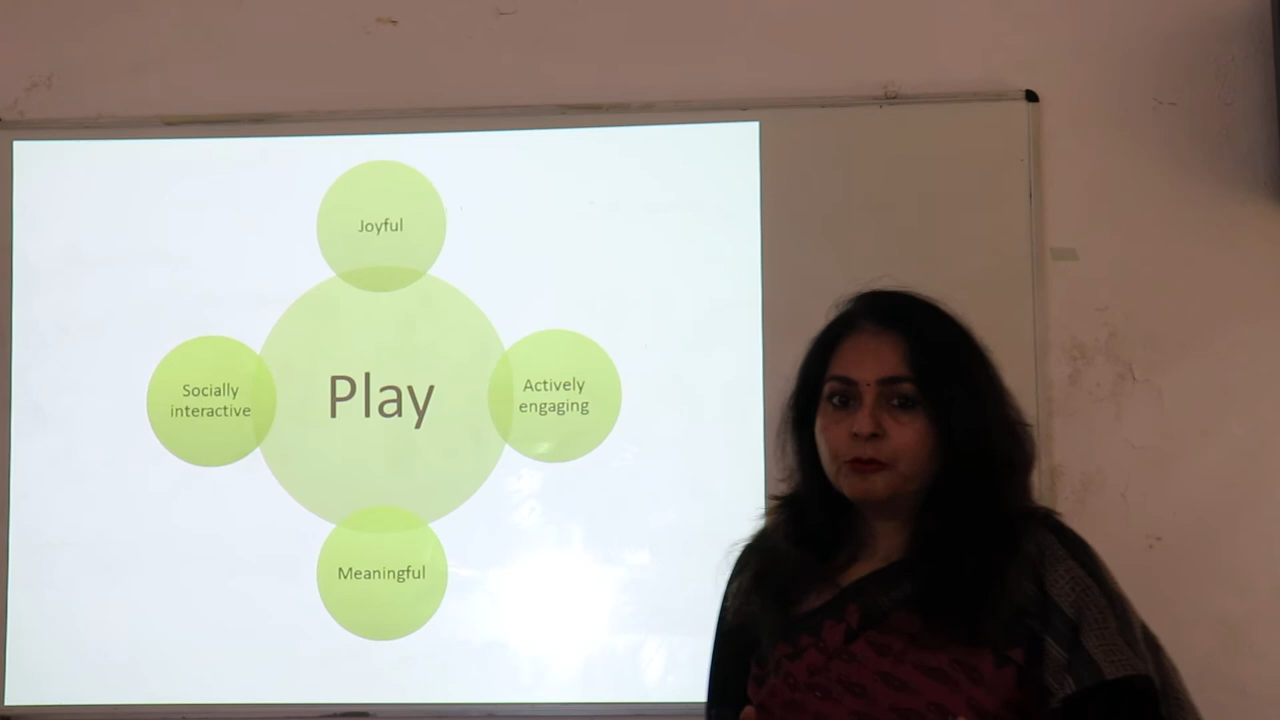 Joyful
Socially
interactive
Play
Actively
engaging
Meaningful